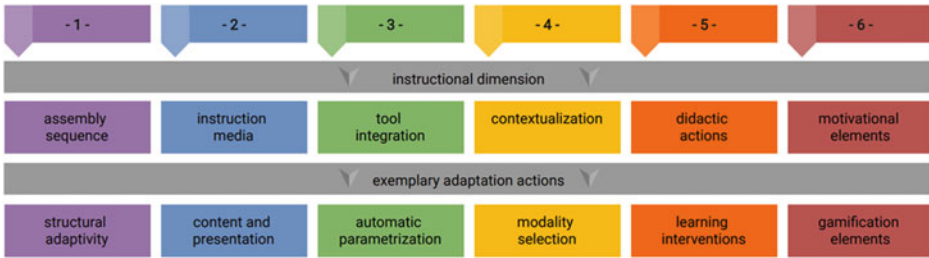 - 1 -
- 2 -
- 3 -
- 4 -
- 5 -
- 6 -
instructional dimension
assembly
sequence
instruction
media
tool
integration
contextualization
didactic
actions
motivational
elements
exemplary adaptation actions
structural
adaptivity
content and
presentation
automatic
parametrization
modality
selection
learning
interventions
gamification
elements